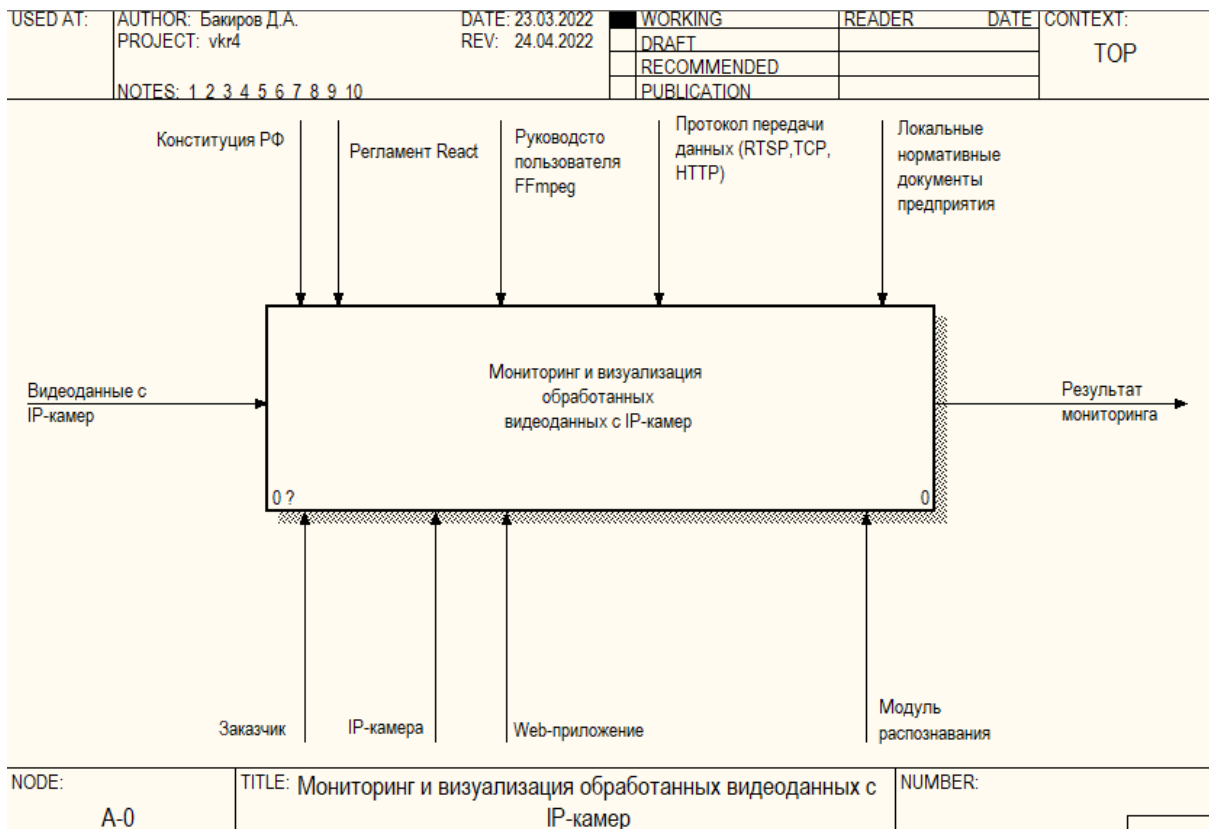 USED AT:
AUTHOR: Бакиров Д.А.
DATE: 23.03.2022
WORKING
READER
DATE
CONTEXT:
PROJECT: vkr4
REV: 24.04.2022
DRAFT
TOP
RECOMMENDED
NOTES: 1 2 3 4 5 6 7 8 9 10
PUBLICATION
Конституция РФ
Регламент React
Руководсто
пользователя
FFmpeg
Протокол передачи
данных (RTSP,TCP,
HTTP)
Локальные
нормативные
документы
предприятия
Видеоданные с
IP-камер
Мониторинг и визуализация
обработанных
видеоданных с IP-камер
0 ?
0
Результат
мониторинга
Заказчик
IP-камера
Web-приложение
Модуль
распознавания
NODE:
A-0
TITLE: Мониторинг и визуализация обработанных видеоданных с
IP-камер
NUMBER: